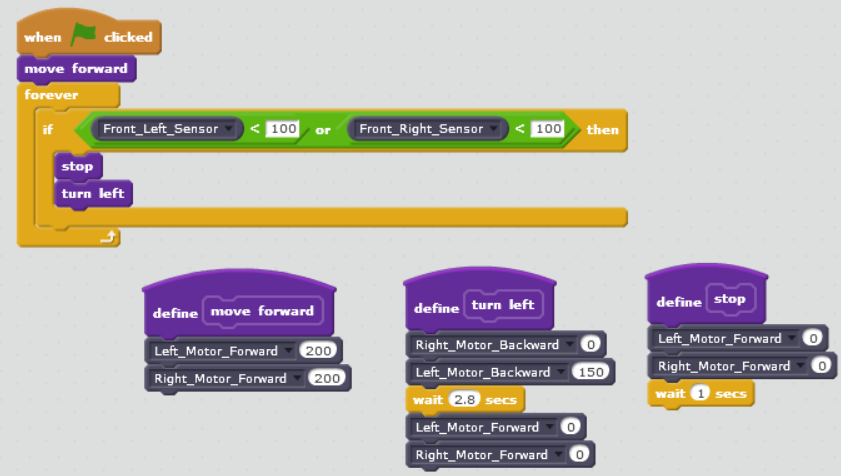 when clicked
move forward
forever
if Front_Left_Sensor < 100 or Front_Right_Sensor < 100 then
stop
turn left
define move forward
Left_Motor_Forward 200
Right_Motor_Forward 200
define turn left
Right_Motor_Backward 0
Left_Motor_Backward 150
wait 2.8 secs
Left_Motor_Forward 0
Right_Motor_Forward 0
define stop
Left_Motor_Forward 0
Right_Motor_Forward 0
wait 1 secs